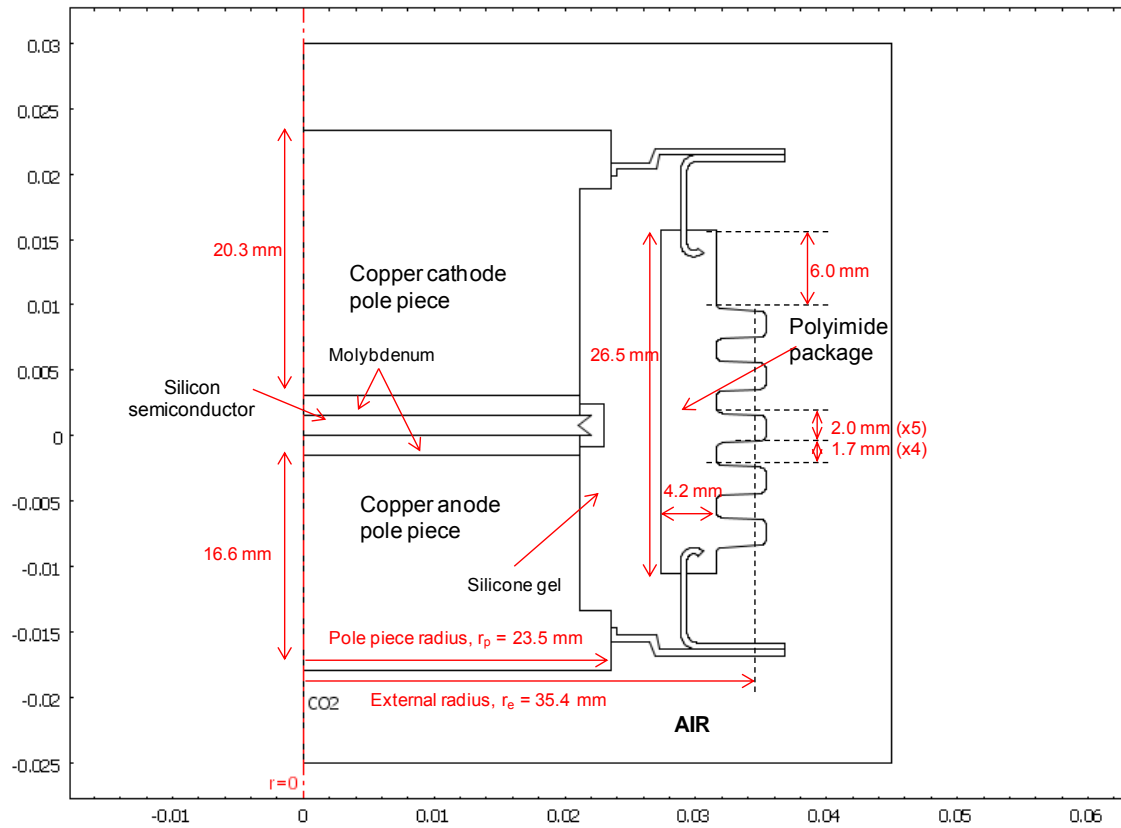 0.03
0.025
0.02
0.015
0.01
0.005
0
-0.005
-0.01
-0.015
-0.02
-0.025
20.3 mm
Copper cathode
pole piece
Molybdenum
Silicon
semiconductor
26.5 mm
6.0 mm
Polyimide
package
2.0 mm (x5)
1.7 mm (x4)
4.2 mm
Copper anode
pole piece
16.6 mm
Silicone gel
Pole piece radius, rₚ = 23.5 mm
External radius, rₑ = 35.4 mm
CO2
AIR
r=0
-0.01
0
0.01
0.02
0.03
0.04
0.05
0.06